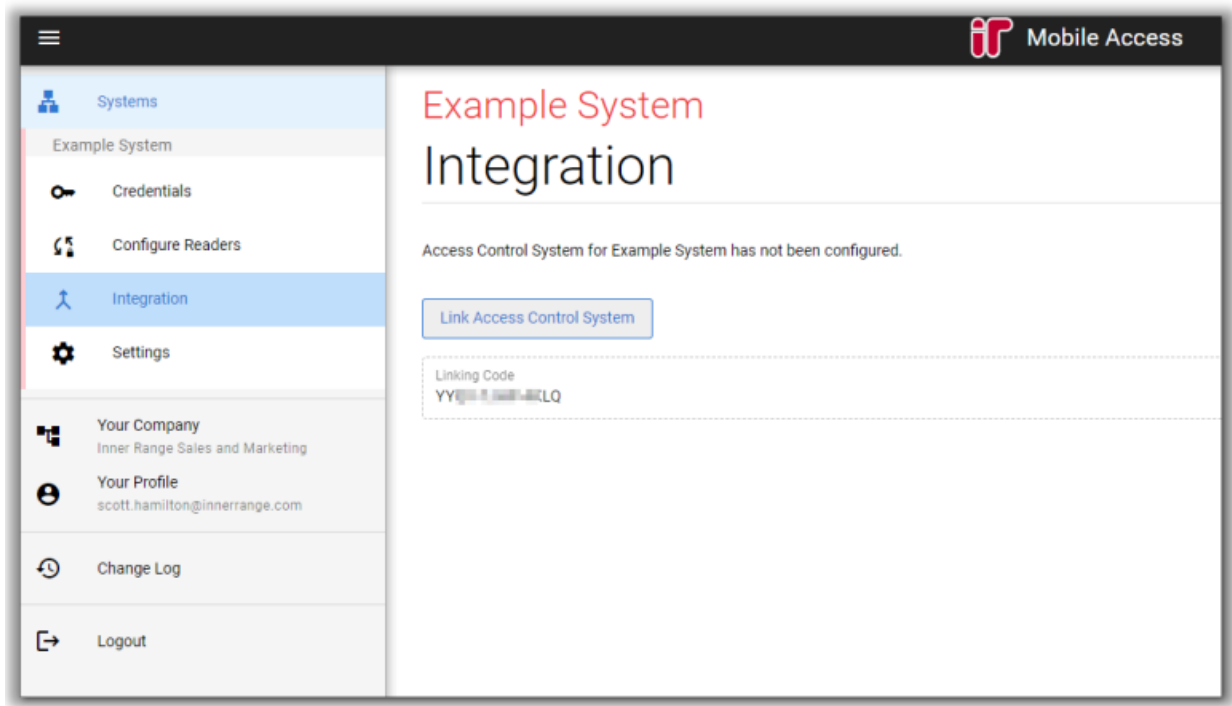 Mobile Access
Systems
Example System
Credentials
Configure Readers
Integration
Settings
Your Company
Inner Range Sales and Marketing
Your Profile
scott.hamilton@innerrange.com
Change Log
Logout
Example System
Integration
Access Control System for Example System has not been configured.
Link Access Control System
Linking Code